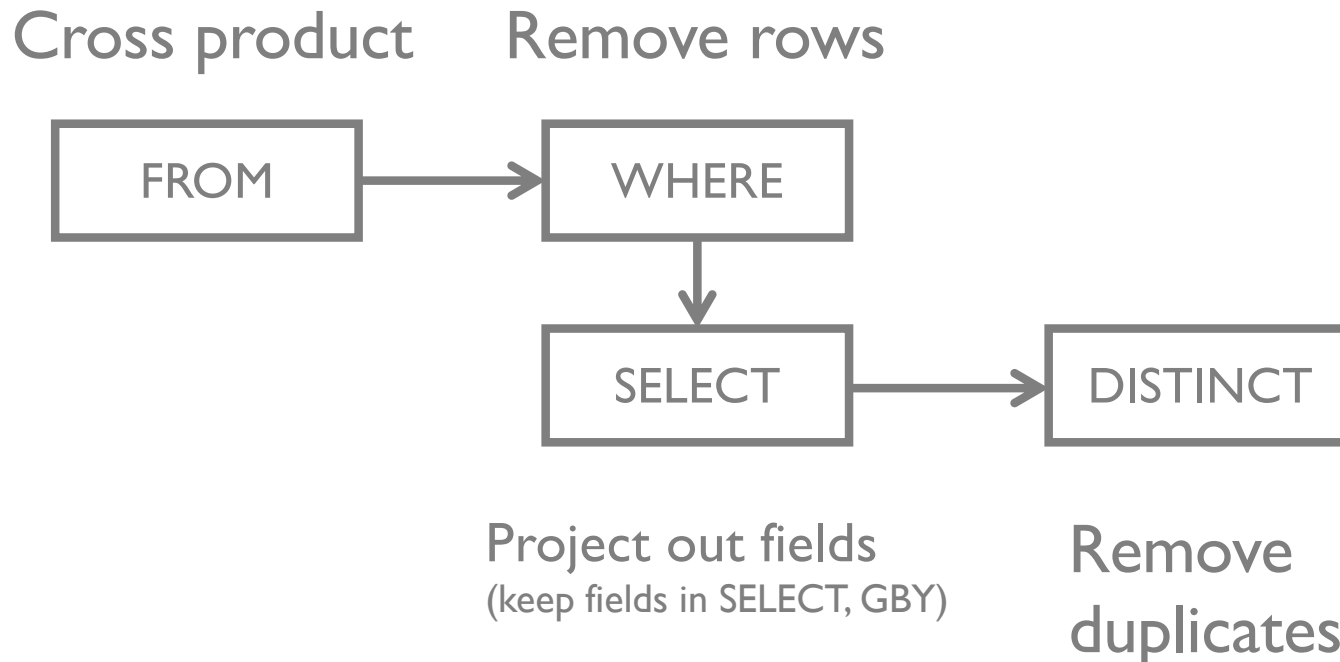 Cross product
Remove rows
FROM
WHERE
SELECT
DISTINCT
Project out fields
(keep fields in SELECT, GBY)
Remove
duplicates